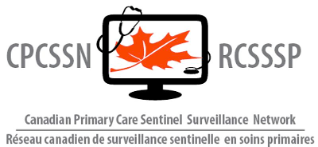 CPCSSN RCSSSP
Canadian Primary Care Sentinel Surveillance Network
Réseau canadien de surveillance sentinelle en soins primaires